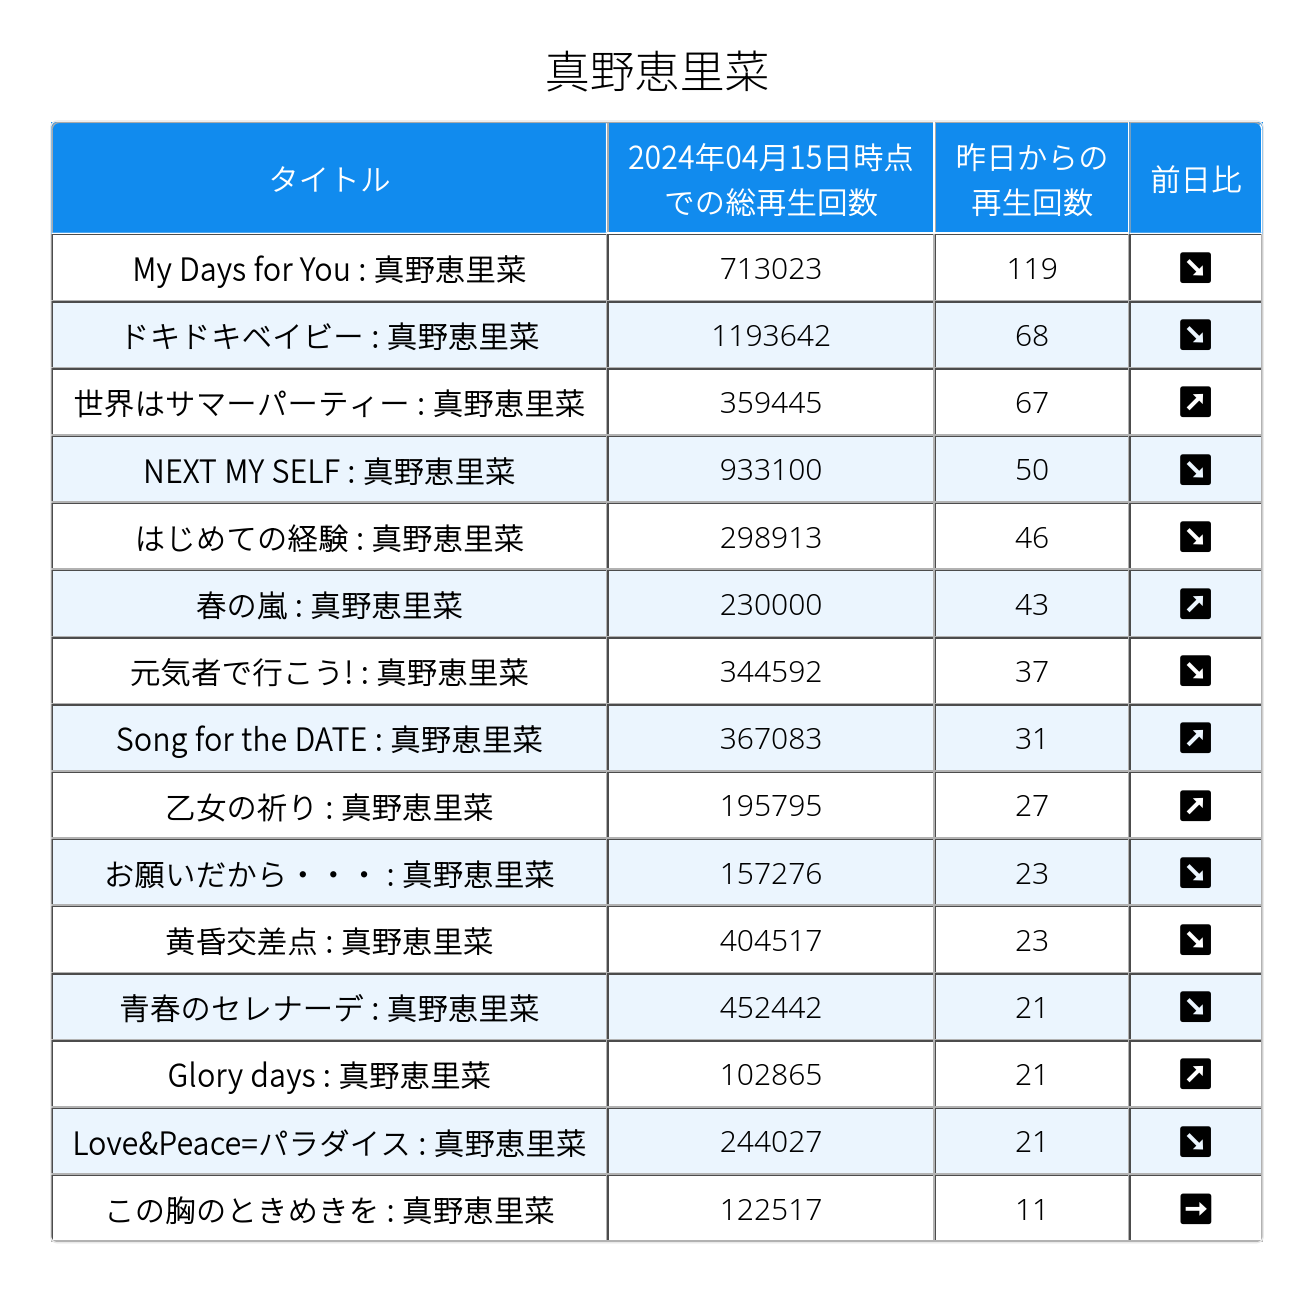 真野恵里菜
タイトル 2024年04月15日時点での総再生回数 昨日からの再生回数 前日比
My Days for You : 真野恵里菜 713023 119 ↘
ドキドキベイビー : 真野恵里菜 1193642 68 ↘
世界はサマーパーティー : 真野恵里菜 359445 67 ↗
NEXT MY SELF : 真野恵里菜 933100 50 ↘
はじめての経験 : 真野恵里菜 298913 46 ↘
春の嵐 : 真野恵里菜 230000 43 ↗
元気者で行こう! : 真野恵里菜 344592 37 ↘
Song for the DATE : 真野恵里菜 367083 31 ↗
乙女の祈り : 真野恵里菜 195795 27 ↗
お願いだから・・・ : 真野恵里菜 157276 23 ↘
黄昏交差点 : 真野恵里菜 404517 23 ↘
青春のセレナーデ : 真野恵里菜 452442 21 ↘
Glory days : 真野恵里菜 102865 21 ↗
Love&Peace=パラダイス : 真野恵里菜 244027 21 ↘
この胸のときめきを : 真野恵里菜 122517 11 →